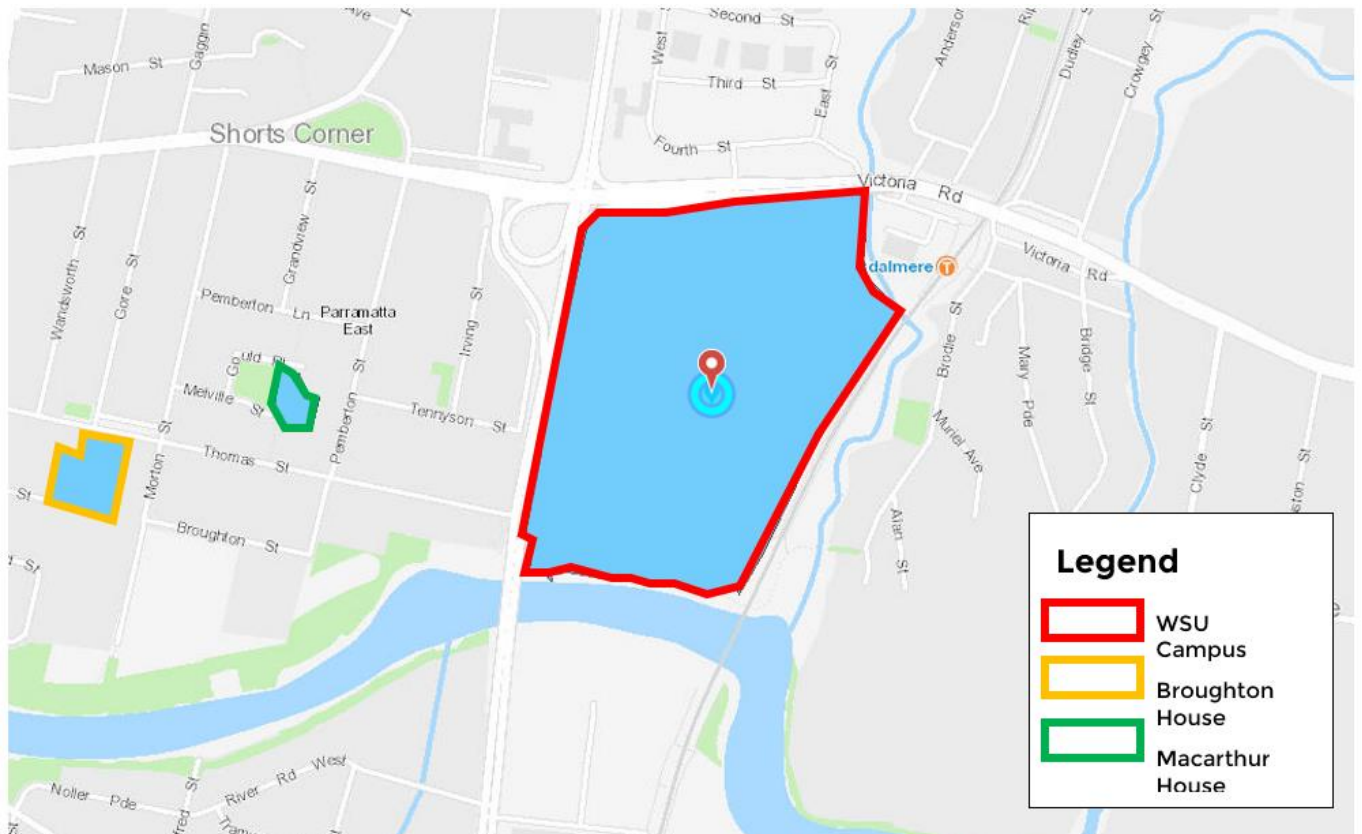 Second St
Third St
West
East St
Fourth St
Mason St
Gaggin
Ave
Shorts Corner
Victoria Rd
Anderson
Dudley
Crowgey St
dalmere T
Victoria Rd
Wandsworth St
Gore St
Grandview St
Pemberton Ln
Parramatta
East
Irving St
Melville St
Pemberton St
Tennyson St
Morton St
Thomas St
Broughton St
St
Brodie St
Mary Pde
Bridge St
Muriel Ave
Alan St
Clyde St
Noller Pde
River Rd West
Legend
WSU
Campus
Broughton
House
Macarthur
House